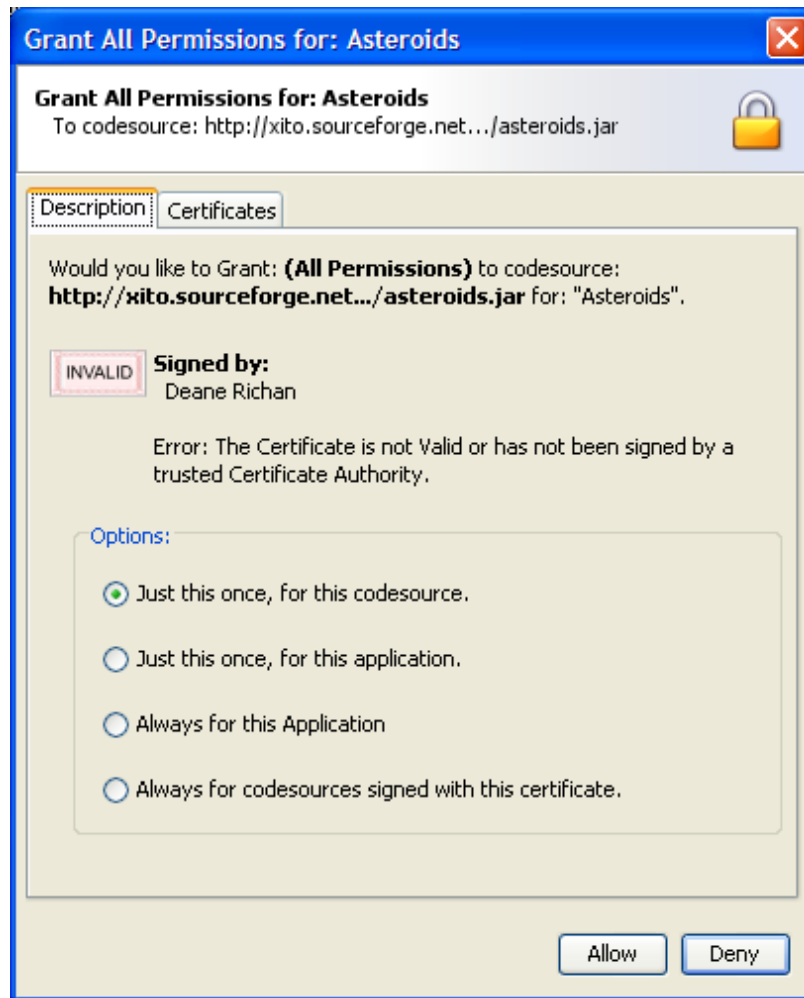 Grant All Permissions for: Asteroids
Grant All Permissions for: Asteroids
To codesource: http://xito.sourceforge.net.../asteroids.jar
Description
Certificates
Would you like to Grant: (All Permissions) to codesource:
http://xito.sourceforge.net.../asteroids.jar for: "Asteroids".
INVALID
Signed by:
Deane Richan
Error: The Certificate is not Valid or has not been signed by a
trusted Certificate Authority.
Options:
Just this once, for this codesource.
Just this once, for this application.
Always for this Application
Always for codesources signed with this certificate.
Allow
Deny